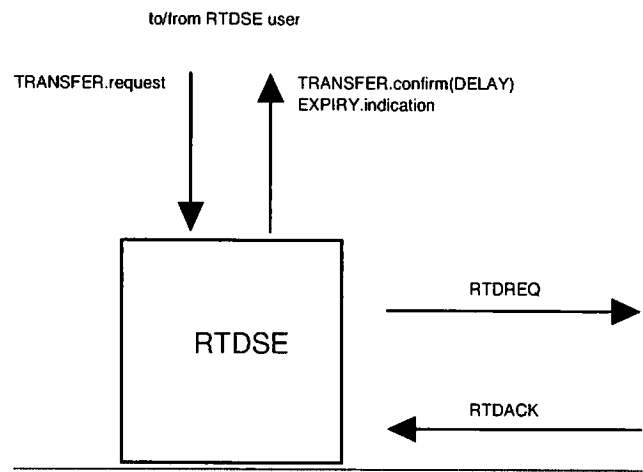 to/from RTDSE user
TRANSFER.request
TRANSFER.confirm(DELAY)
EXPIRY.indication
RTDREQ
RTDSE
RTDACK